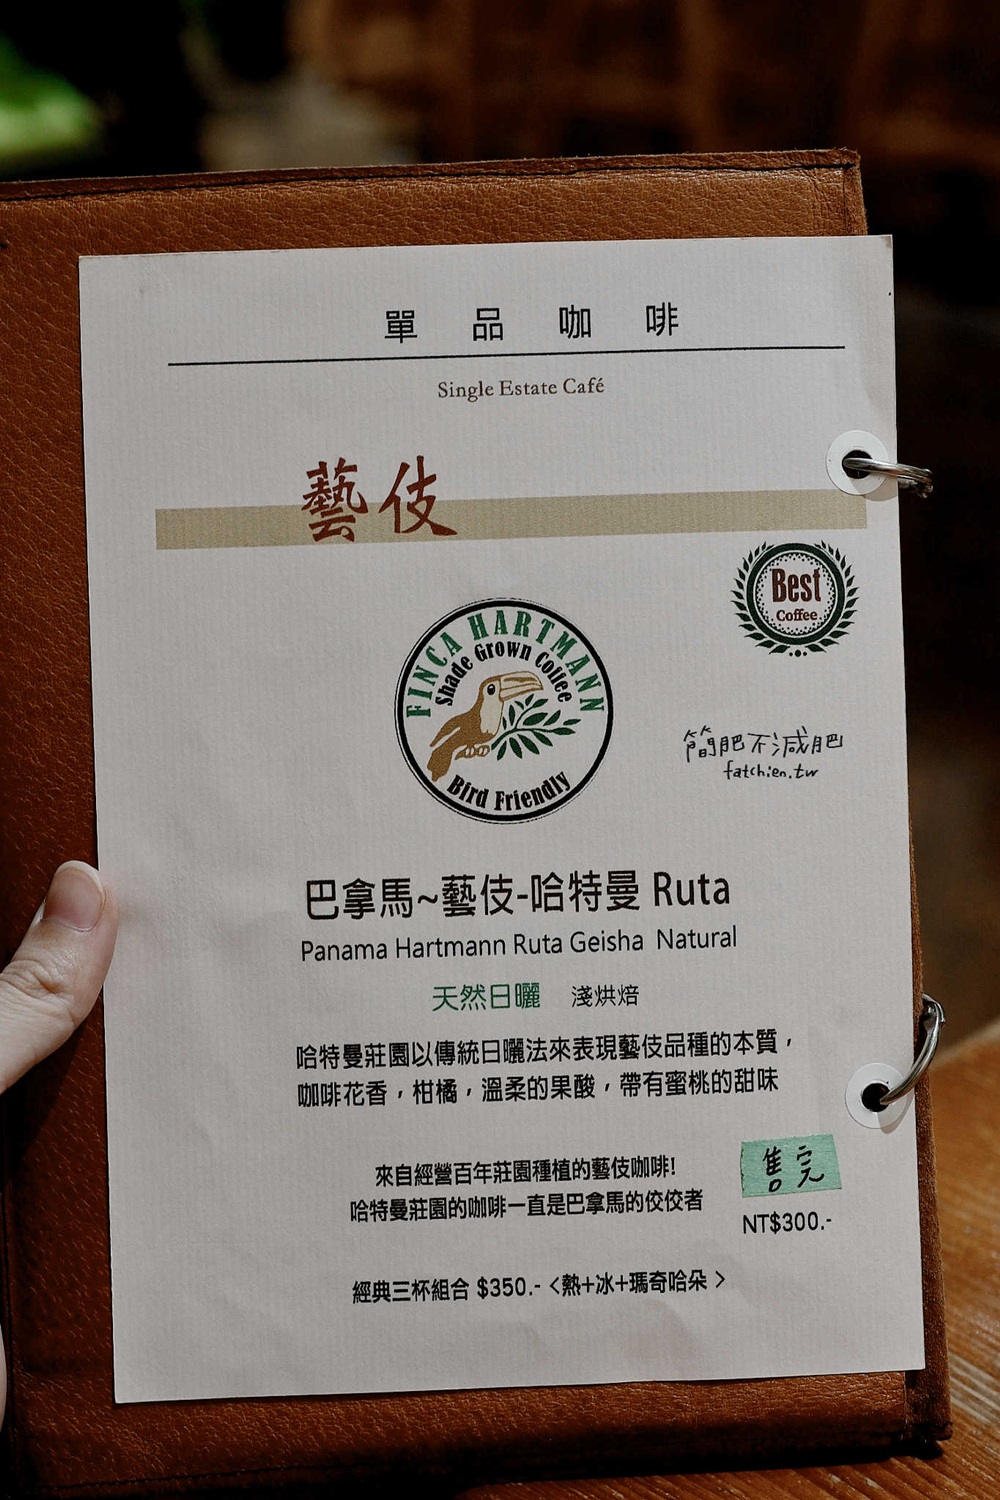 單品咖啡
Single Estate Café
藝伎
Best
Coffee
FINCA HARTMANN
Shade Grown Coffee
Bird Friendly
簡肥不減肥
fatchien.tw
巴拿馬~藝伎-哈特曼 Ruta
Panama Hartmann Ruta Geisha Natural
天然日曬 淺烘焙
哈特曼莊園以傳統日曬法來表現藝伎品種的本質，
咖啡花香，柑橘，溫柔的果酸，帶有蜜桃的甜味
來自經營百年莊園種植的藝伎咖啡!
哈特曼莊園的咖啡一直是巴拿馬的佼佼者
售完
NT$300.-
經典三杯組合 $350.- <熱+冰+瑪奇哈朵 >